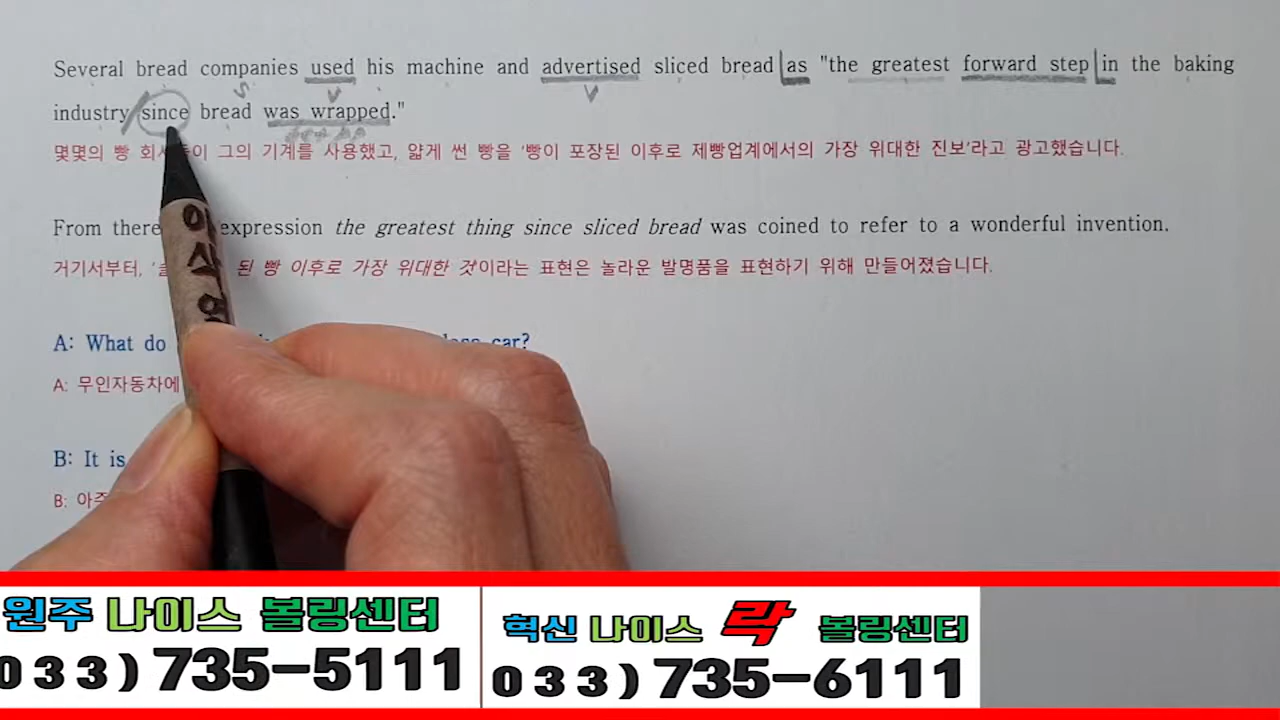 Several bread companies used his machine and advertised sliced bread as "the greatest forward step in the baking
industry since bread was wrapped."
몇몇의 빵 이 그의 기계를 사용했고, 얇게 썬 빵을 '빵이 포장된 이후로 제빵업계에서의 가장 위대한 진보'라고 광고했습니다.
From there expression the greatest thing since sliced bread was coined to refer to a wonderful invention.
거기서부터, 된 빵 이후로 가장 위대한 것이라는 표현은 놀라운 발명품을 표현하기 위해 만들어졌습니다.
A: What do car?
A: 무인자동차에
B: It is
B: 아주
원주 나이스 볼링센터
033) 735-5111
혁신 나이스 락 볼링센터
033) 735-6111